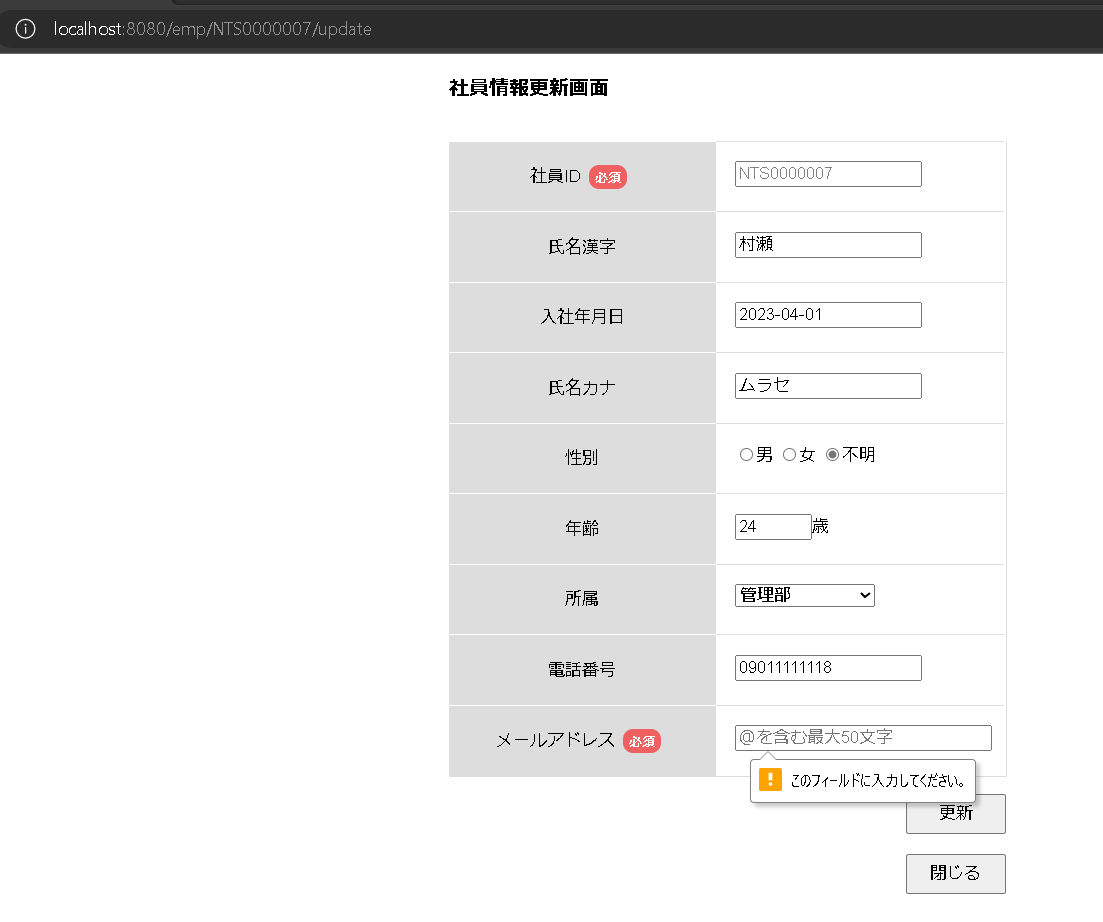 localhost:8080/emp/NTS0000007/update
社員情報更新画面
社員ID 必須 NTS0000007
氏名漢字 村瀬
入社年月日 2023-04-01
氏名カナ ムラセ
性別 男 女 不明
年齢 24 歳
所属 管理部
電話番号 09011111118
メールアドレス 必須 @を含む最大50文字
! このフィールドに入力してください。
更新
閉じる